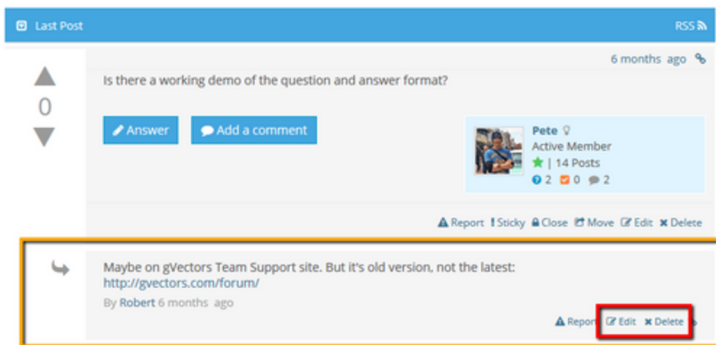 Last Post RSS
6 months ago
Is there a working demo of the question and answer format?
0
Answer Add a comment
Pete
Active Member
| 14 Posts
2 0 2
Report Sticky Close Move Edit Delete
Maybe on gVectors Team Support site. But it's old version, not the latest:
http://gvectors.com/forum/
By Robert 6 months ago
Report Edit Delete